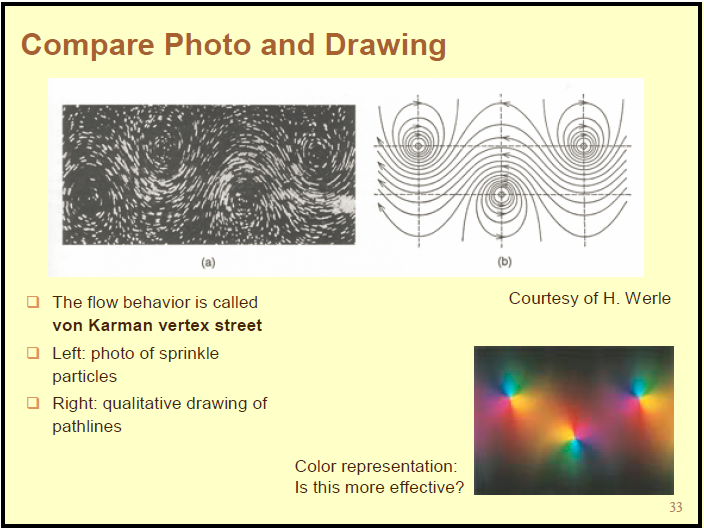 Compare Photo and Drawing
(a)
(b)
Courtesy of H. Werle
❑ The flow behavior is called
von Karman vertex street
❑ Left: photo of sprinkle
particles
❑ Right: qualitative drawing of
pathlines
Color representation:
Is this more effective?
33